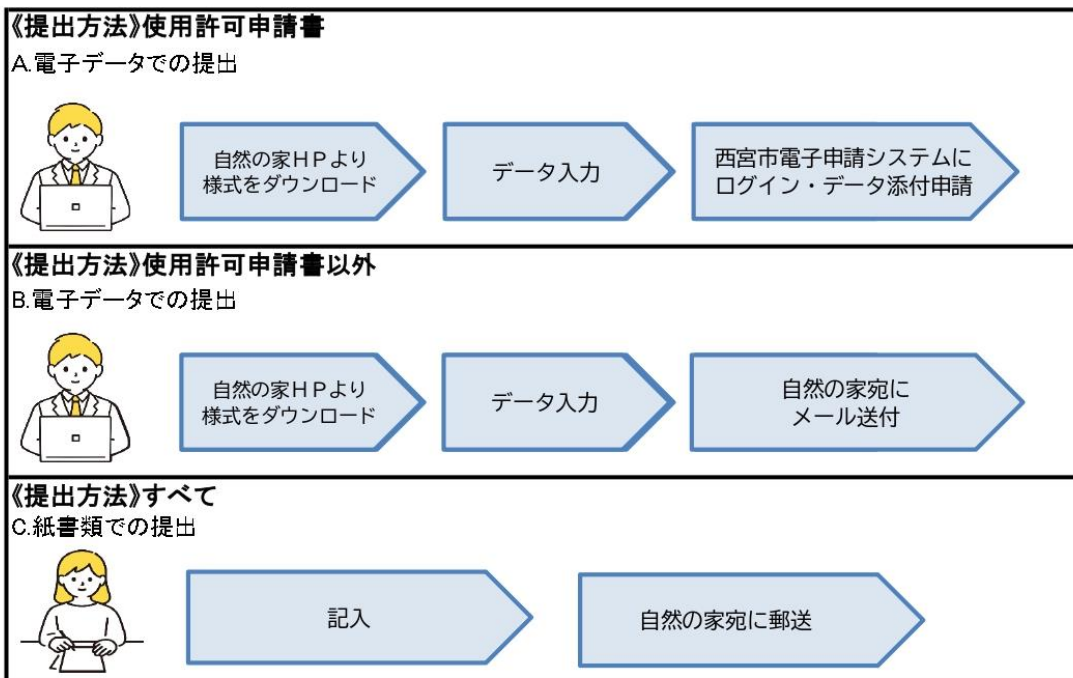 《提出方法》使用許可申請書
A.電子データでの提出
自然の家HPより
様式をダウンロード
データ入力
西宮市電子申請システムに
ログイン・データ添付申請
《提出方法》使用許可申請書以外
B.電子データでの提出
自然の家HPより
様式をダウンロード
データ入力
自然の家宛に
メール送付
《提出方法》すべて
C.紙書類での提出
記入
自然の家宛に郵送